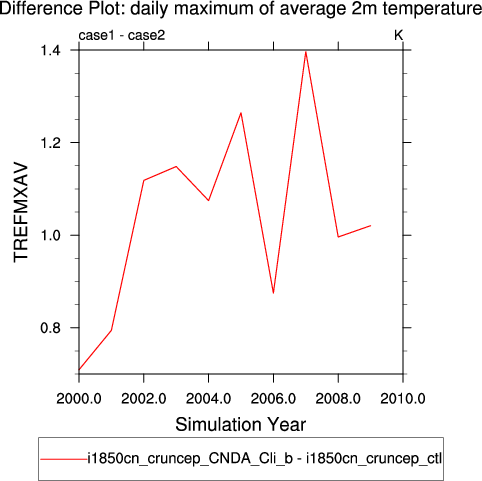 Difference Plot: daily maximum of average 2m temperature
case1 - case2 K
1.4
1.2
1.0
0.8
TREFMXAV
2000.0 2002.0 2004.0 2006.0 2008.0 2010.0
Simulation Year
i1850cn_cruncep_CNDA_Cli_b - i1850cn_cruncep_ctl